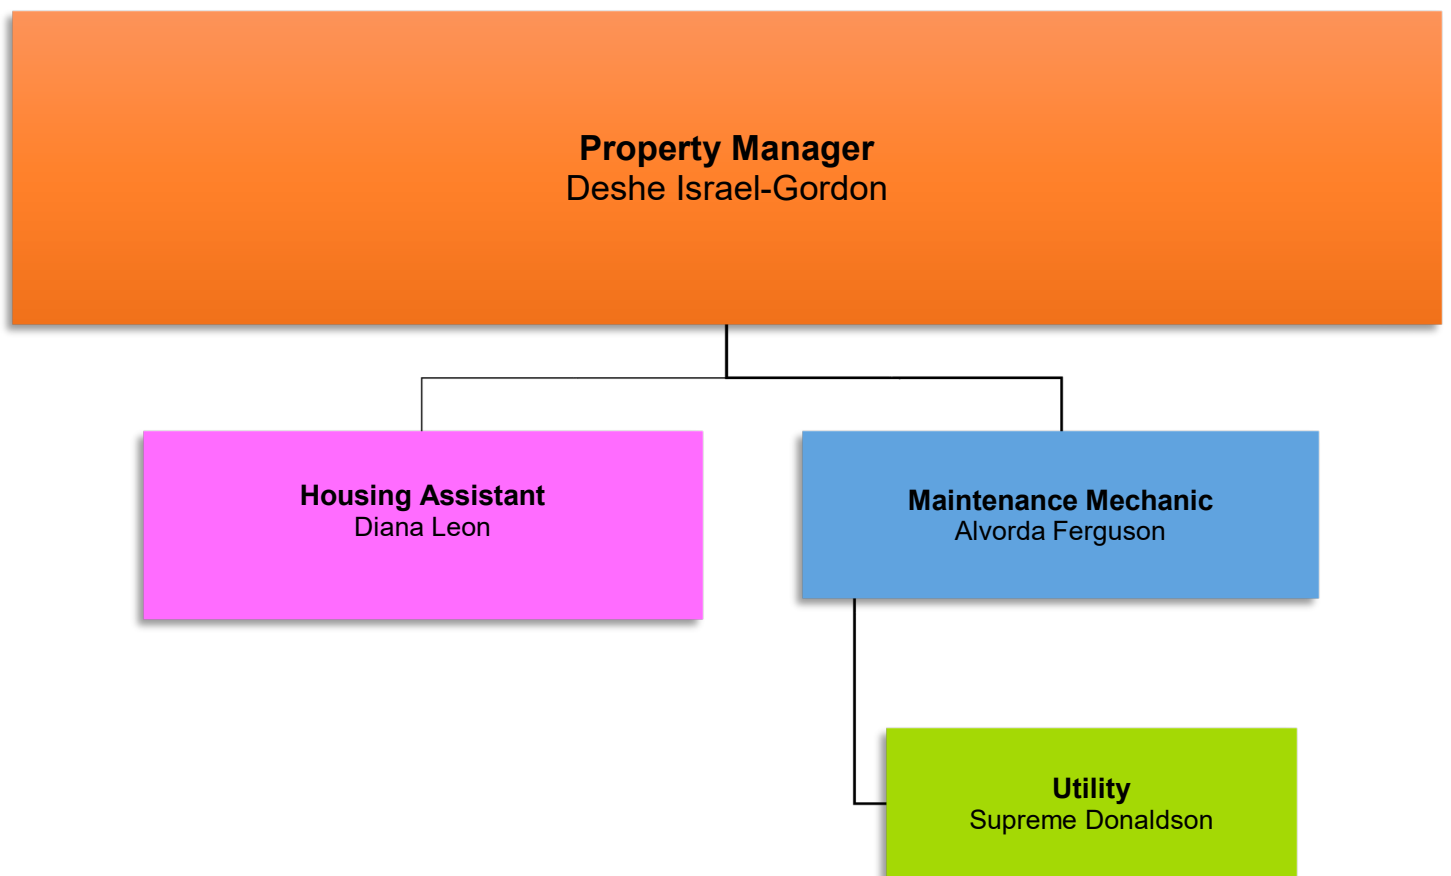 Property Manager
Deshe Israel-Gordon
Housing Assistant
Diana Leon
Maintenance Mechanic
Alvorda Ferguson
Utility
Supreme Donaldson